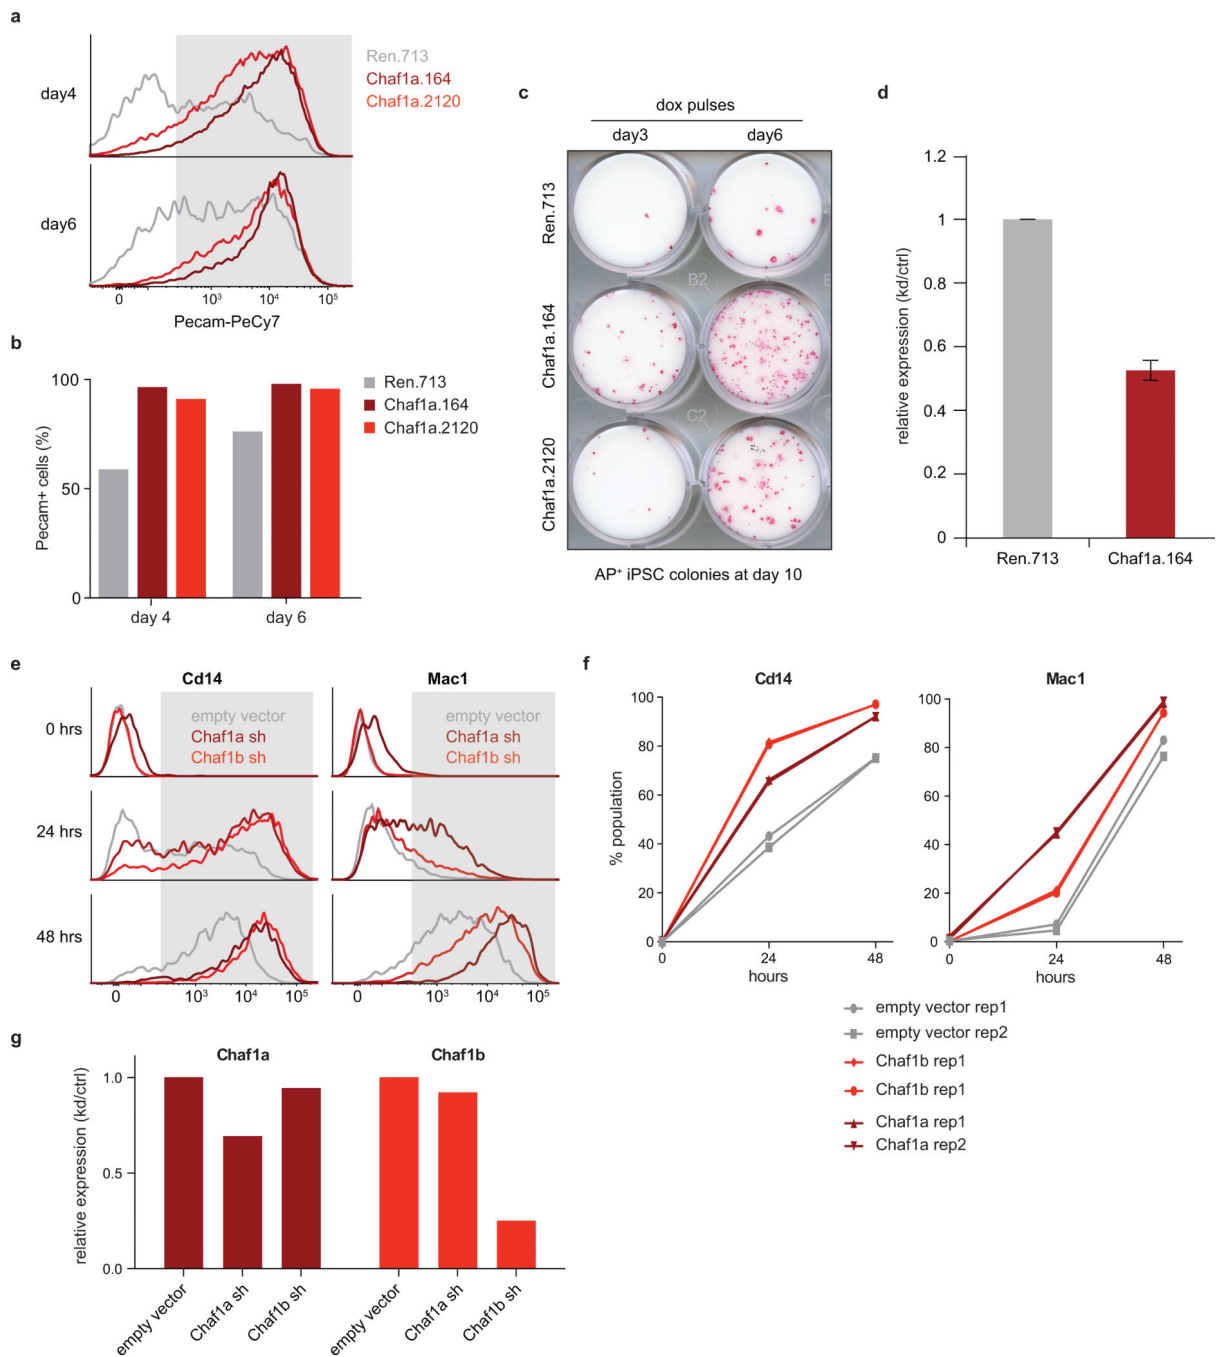 a
Ren.713
Chaf1a.164
Chaf1a.2120
day4
day6
0
10³
10⁴
10⁵
Pecam-PeCy7
b
100
50
0
Pecam+ cells (%)
Ren.713
Chaf1a.164
Chaf1a.2120
day 4
day 6
c
dox pulses
day3
day6
Ren.713
Chaf1a.164
Chaf1a.2120
B2
C2
AP⁺ iPSC colonies at day 10
d
relative expression (kd/ctrl)
1.2
1
0.8
0.6
0.4
0.2
0
Ren.713
Chaf1a.164
e
Cd14
Mac1
0 hrs
empty vector
Chaf1a sh
Chaf1b sh
empty vector
Chaf1a sh
Chaf1b sh
24 hrs
48 hrs
0
10³
10⁴
10⁵
0
10³
10⁴
10⁵
f
Cd14
Mac1
% population
100
80
60
40
20
0
0
24
48
hours
100
80
60
40
20
0
0
24
48
hours
empty vector rep1
empty vector rep2
Chaf1b rep1
Chaf1b rep1
Chaf1a rep1
Chaf1a rep2
g
Chaf1a
Chaf1b
relative expression (kd/ctrl)
1.0
0.5
0.0
empty vector
Chaf1a sh
Chaf1b sh
empty vector
Chaf1a sh
Chaf1b sh